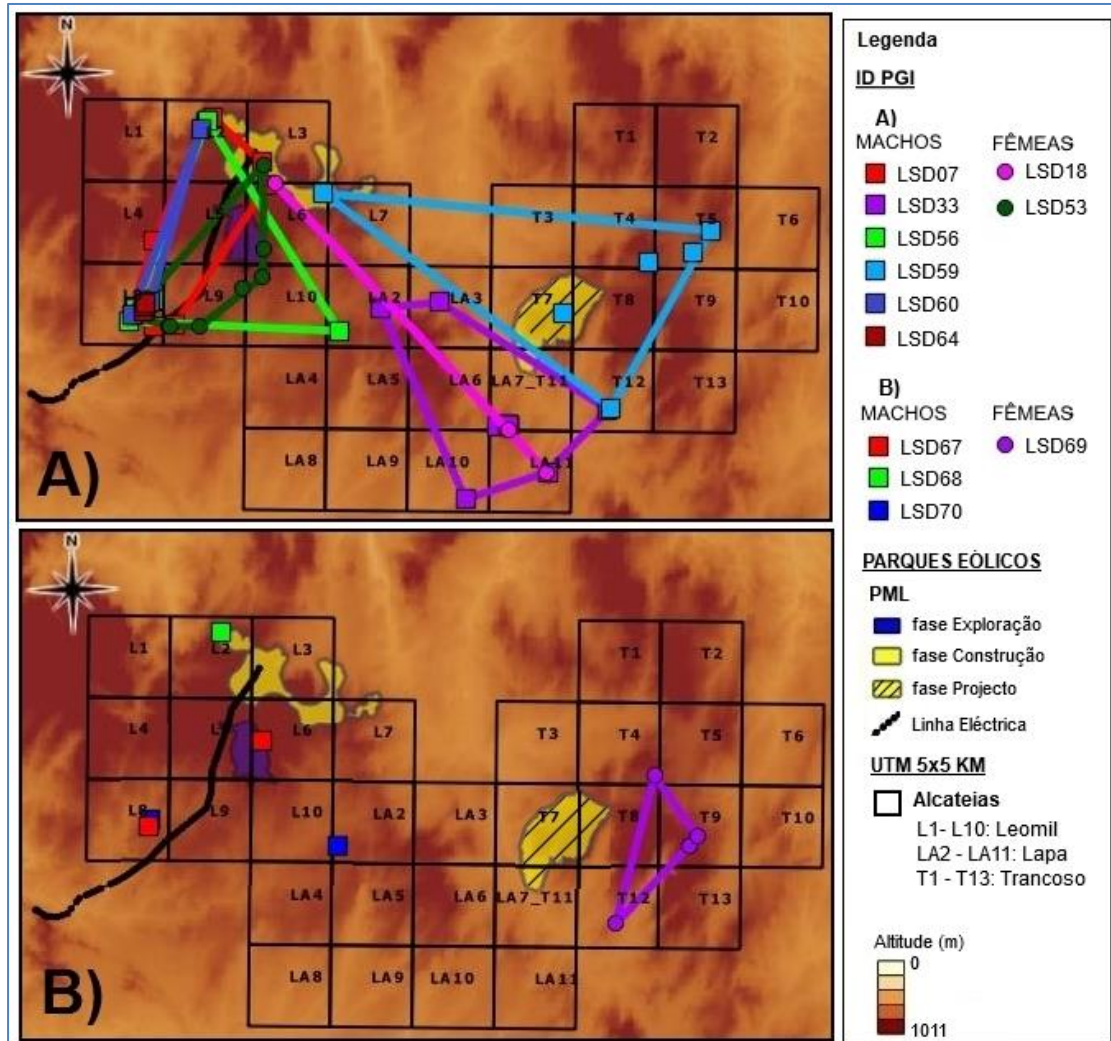 N
L1
L3
T1
T2
L4
L5
L6
L7
T3
T4
T5
T6
L8
L9
L10
LA2
LA3
T7
T8
T9
T10
LA4
LA5
LA6
LA7_T11
T12
T13
LA8
LA9
LA10
LA11
A)
N
L1
L2
L3
T1
T2
L4
L5
L6
L7
T3
T4
T5
T6
L8
L9
L10
LA2
LA3
T7
T8
T9
T10
LA4
LA5
LA6
LA7_T11
T12
T13
LA8
LA9
LA10
LA11
B)
Legenda
ID PGI
A)
MACHOS FÊMEAS
LSD07 LSD18
LSD33 LSD53
LSD56
LSD59
LSD60
LSD64
B)
MACHOS FÊMEAS
LSD67 LSD69
LSD68
LSD70
PARQUES EÓLICOS
PML
fase Exploração
fase Construção
fase Projecto
Linha Eléctrica
UTM 5x5 KM
Alcateias
L1- L10: Leomil
LA2 - LA11: Lapa
T1 - T13: Trancoso
Altitude (m)
0
1011